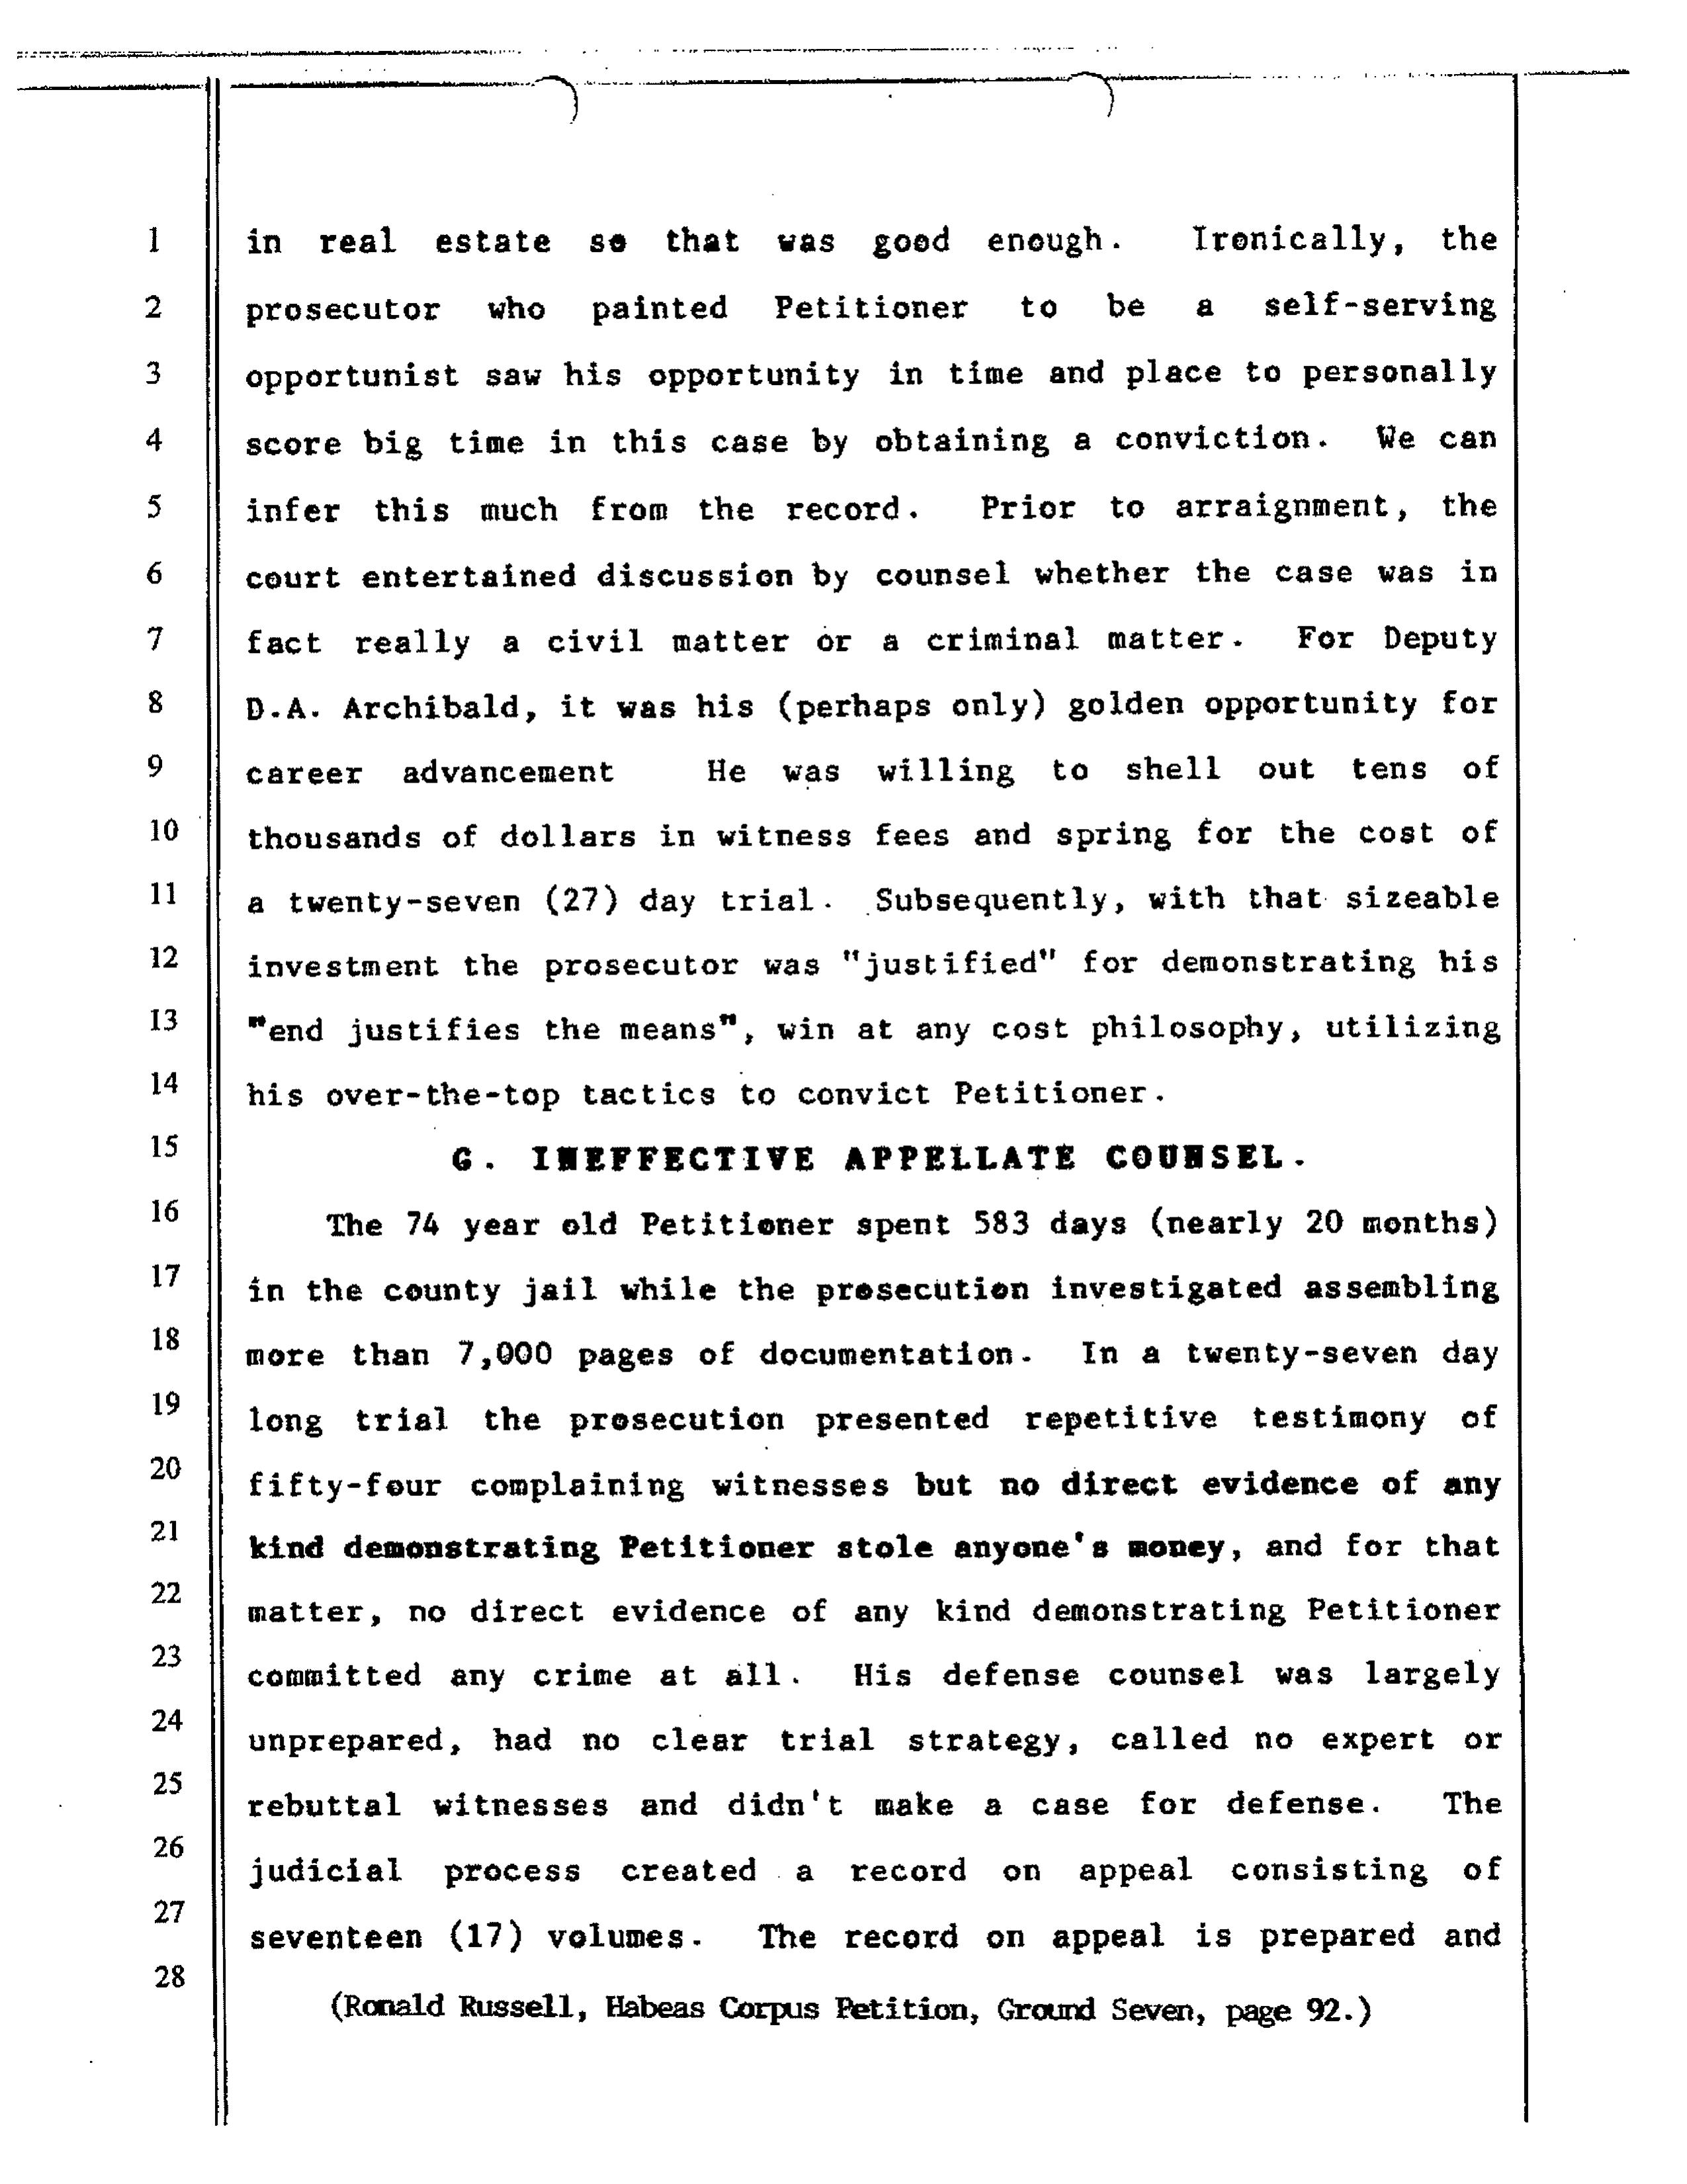 1 in real estate so that was good enough. Ironically, the
2 prosecutor who painted Petitioner to be a self-serving
3 opportunist saw his opportunity in time and place to personally
4 score big time in this case by obtaining a conviction. We can
5 infer this much from the record. Prior to arraignment, the
6 court entertained discussion by counsel whether the case was in
7 fact really a civil matter or a criminal matter. For Deputy
8 D.A. Archibald, it was his (perhaps only) golden opportunity for
9 career advancement He was willing to shell out tens of
10 thousands of dollars in witness fees and spring for the cost of
11 a twenty-seven (27) day trial. Subsequently, with that sizeable
12 investment the prosecutor was "justified" for demonstrating his
13 "end justifies the means", win at any cost philosophy, utilizing
14 his over-the-top tactics to convict Petitioner.
15 G. INEFFECTIVE APPELLATE COUNSEL.
16 The 74 year old Petitioner spent 583 days (nearly 20 months)
17 in the county jail while the prosecution investigated assembling
18 more than 7,000 pages of documentation. In a twenty-seven day
19 long trial the prosecution presented repetitive testimony of
20 fifty-four complaining witnesses but no direct evidence of any
21 kind demonstrating Petitioner stole anyone's money, and for that
22 matter, no direct evidence of any kind demonstrating Petitioner
23 committed any crime at all. His defense counsel was largely
24 unprepared, had no clear trial strategy, called no expert or
25 rebuttal witnesses and didn't make a case for defense. The
26 judicial process created a record on appeal consisting of
27 seventeen (17) volumes. The record on appeal is prepared and
28
(Ronald Russell, Habeas Corpus Petition, Ground Seven, page 92.)